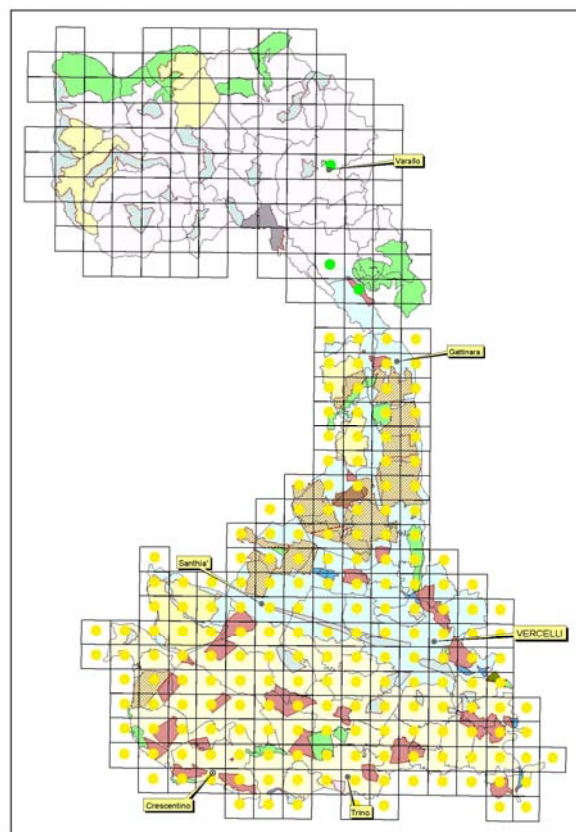 Varallo
Gattinara
Santhia'
VERCELLI
Crescentino
Trino